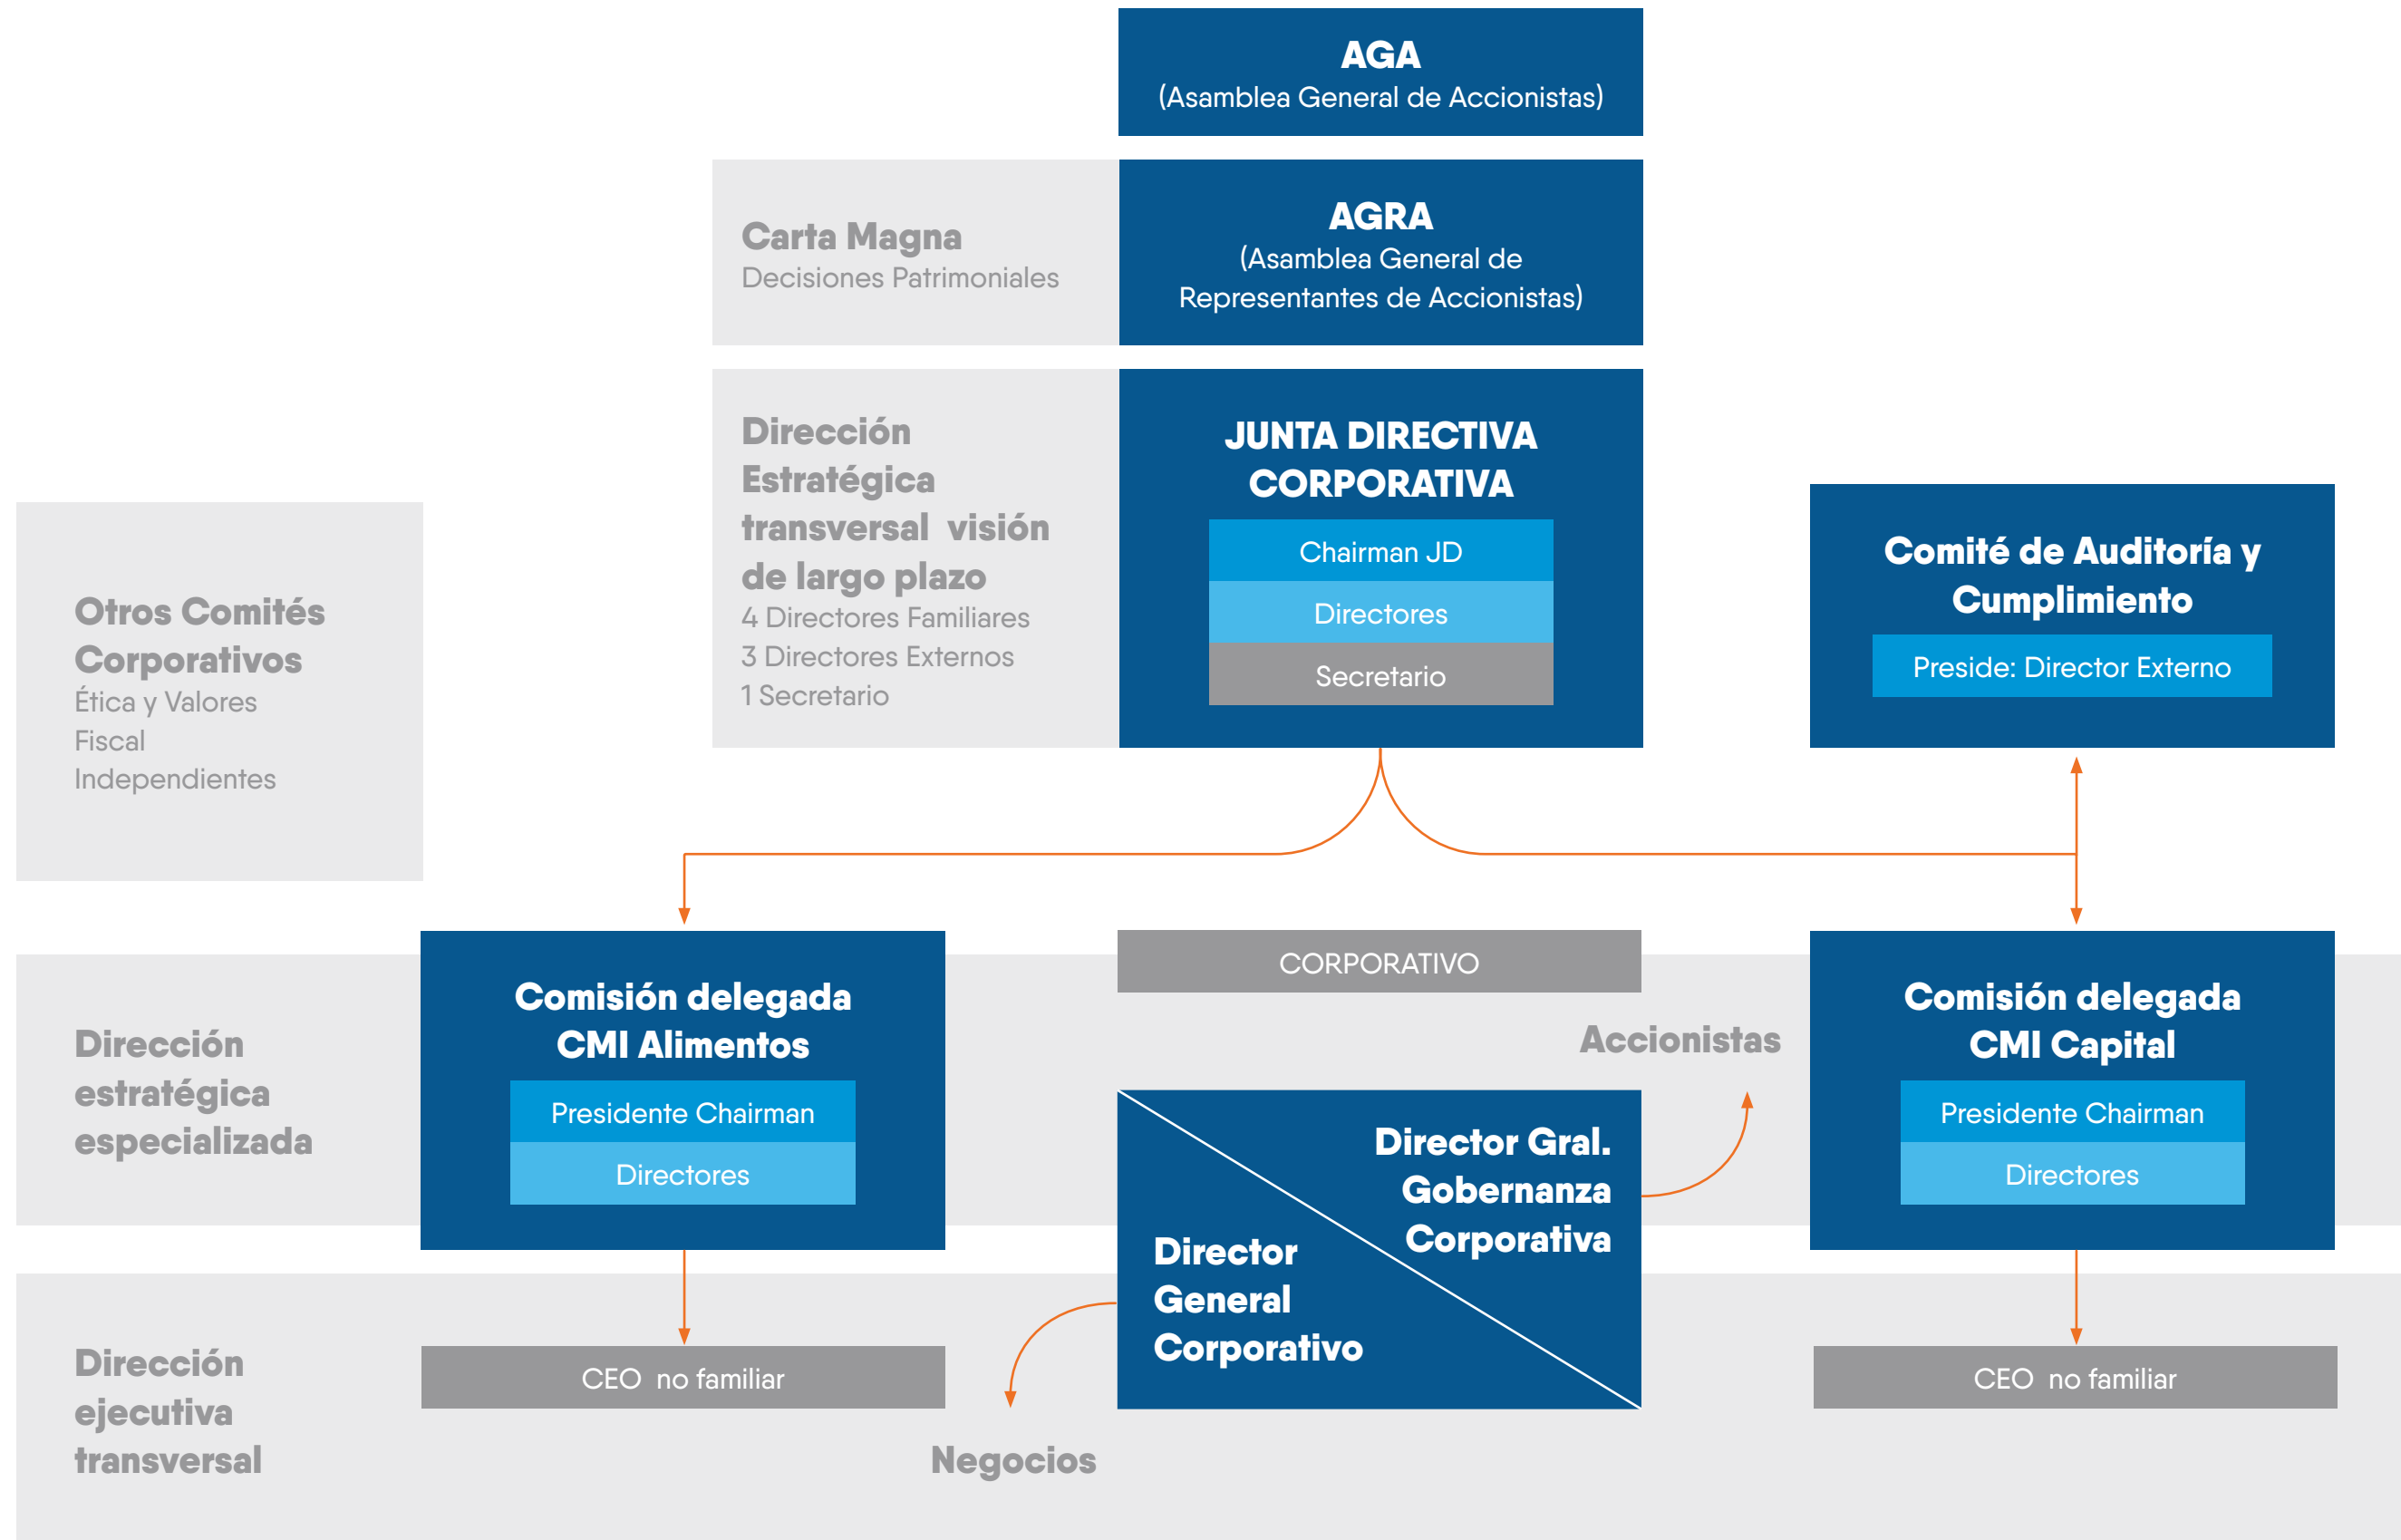 AGA
(Asamblea General de Accionistas)
Carta Magna
Decisiones Patrimoniales
AGRA
(Asamblea General de
Representantes de Accionistas)
Dirección
Estratégica
transversal  visión
de largo plazo
4 Directores Familiares
3 Directores Externos
1 Secretario
JUNTA DIRECTIVA
CORPORATIVA
Chairman JD
Directores
Secretario
Comité de Auditoría y
Cumplimiento
Preside: Director Externo
Otros Comités
Corporativos
Ética y Valores
Fiscal
Independientes
Dirección
estratégica
especializada
Comisión delegada
CMI Alimentos
Presidente Chairman
Directores
CORPORATIVO
Accionistas
Director Gral.
Gobernanza
Corporativa
Director
General
Corporativo
Comisión delegada
CMI Capital
Presidente Chairman
Directores
Dirección
ejecutiva
transversal
CEO  no familiar
Negocios
CEO  no familiar